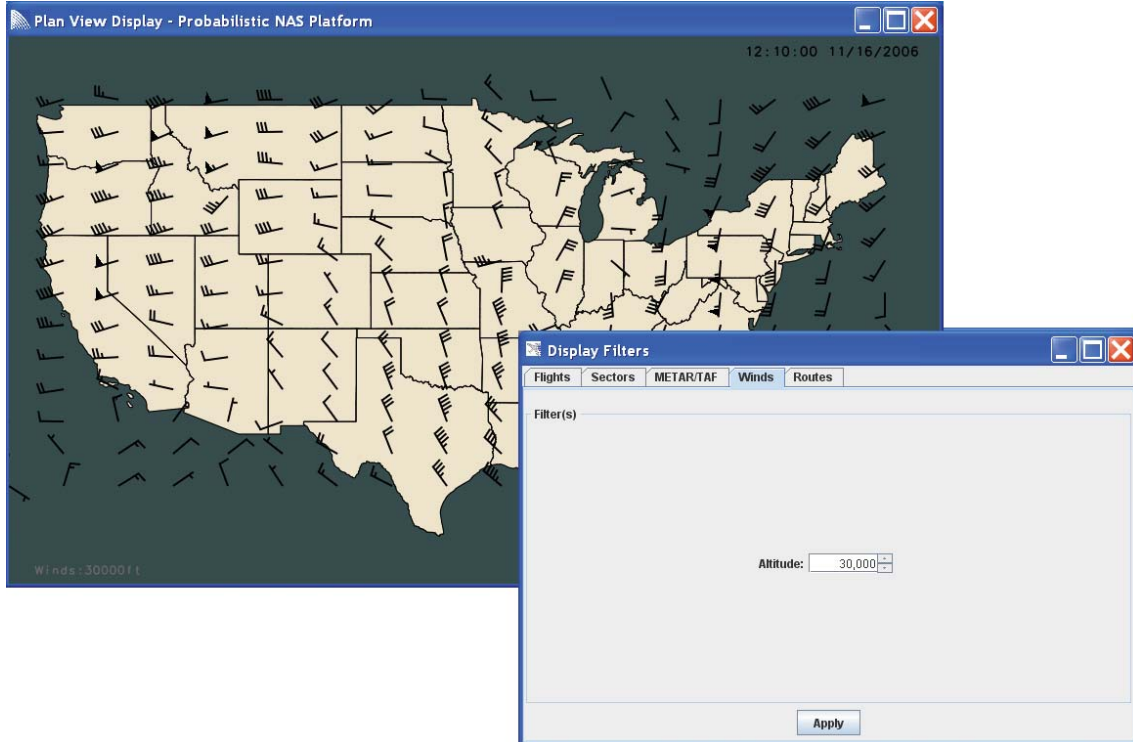 Plan View Display - Probabilistic NAS Platform
12:10:00 11/16/2006
Winds:30000ft
Display Filters
Flights Sectors METAR/TAF Winds Routes
Filter(s)
Altitude: 30,000
Apply